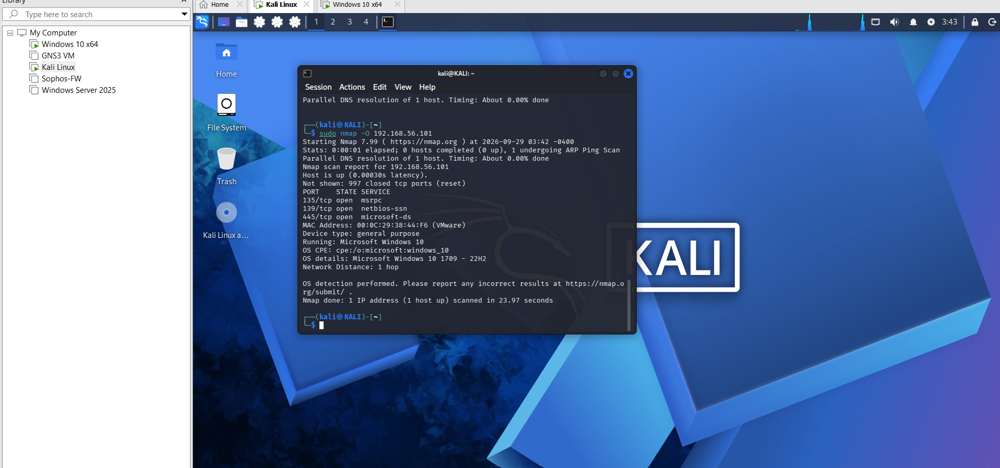 Library
Type here to search
My Computer
Windows 10 x64
GNS3 VM
Kali Linux
Sophos-FW
Windows Server 2025
Home
Kali Linux
Windows 10 x64
1 2 3 4
3:43
Home
File System
Trash
Kali Linux a...
kali@KALI: ~
Session Actions Edit View Help
Parallel DNS resolution of 1 host. Timing: About 0.00% done
┌──(kali㉿KALI)-[~]
└─$ sudo nmap -O 192.168.56.101
Starting Nmap 7.99 ( https://nmap.org ) at 2026-09-29 03:42 -0400
Stats: 0:00:01 elapsed; 0 hosts completed (0 up), 1 undergoing ARP Ping Scan
Parallel DNS resolution of 1 host. Timing: About 0.00% done
Nmap scan report for 192.168.56.101
Host is up (0.00030s latency).
Not shown: 997 closed tcp ports (reset)
PORT    STATE SERVICE
135/tcp open  msrpc
139/tcp open  netbios-ssn
445/tcp open  microsoft-ds
MAC Address: 00:0C:29:38:44:F6 (VMware)
Device type: general purpose
Running: Microsoft Windows 10
OS CPE: cpe:/o:microsoft:windows_10
OS details: Microsoft Windows 10 1709 - 22H2
Network Distance: 1 hop
OS detection performed. Please report any incorrect results at https://nmap.o
rg/submit/ .
Nmap done: 1 IP address (1 host up) scanned in 23.97 seconds
┌──(kali㉿KALI)-[~]
└─$
KALI